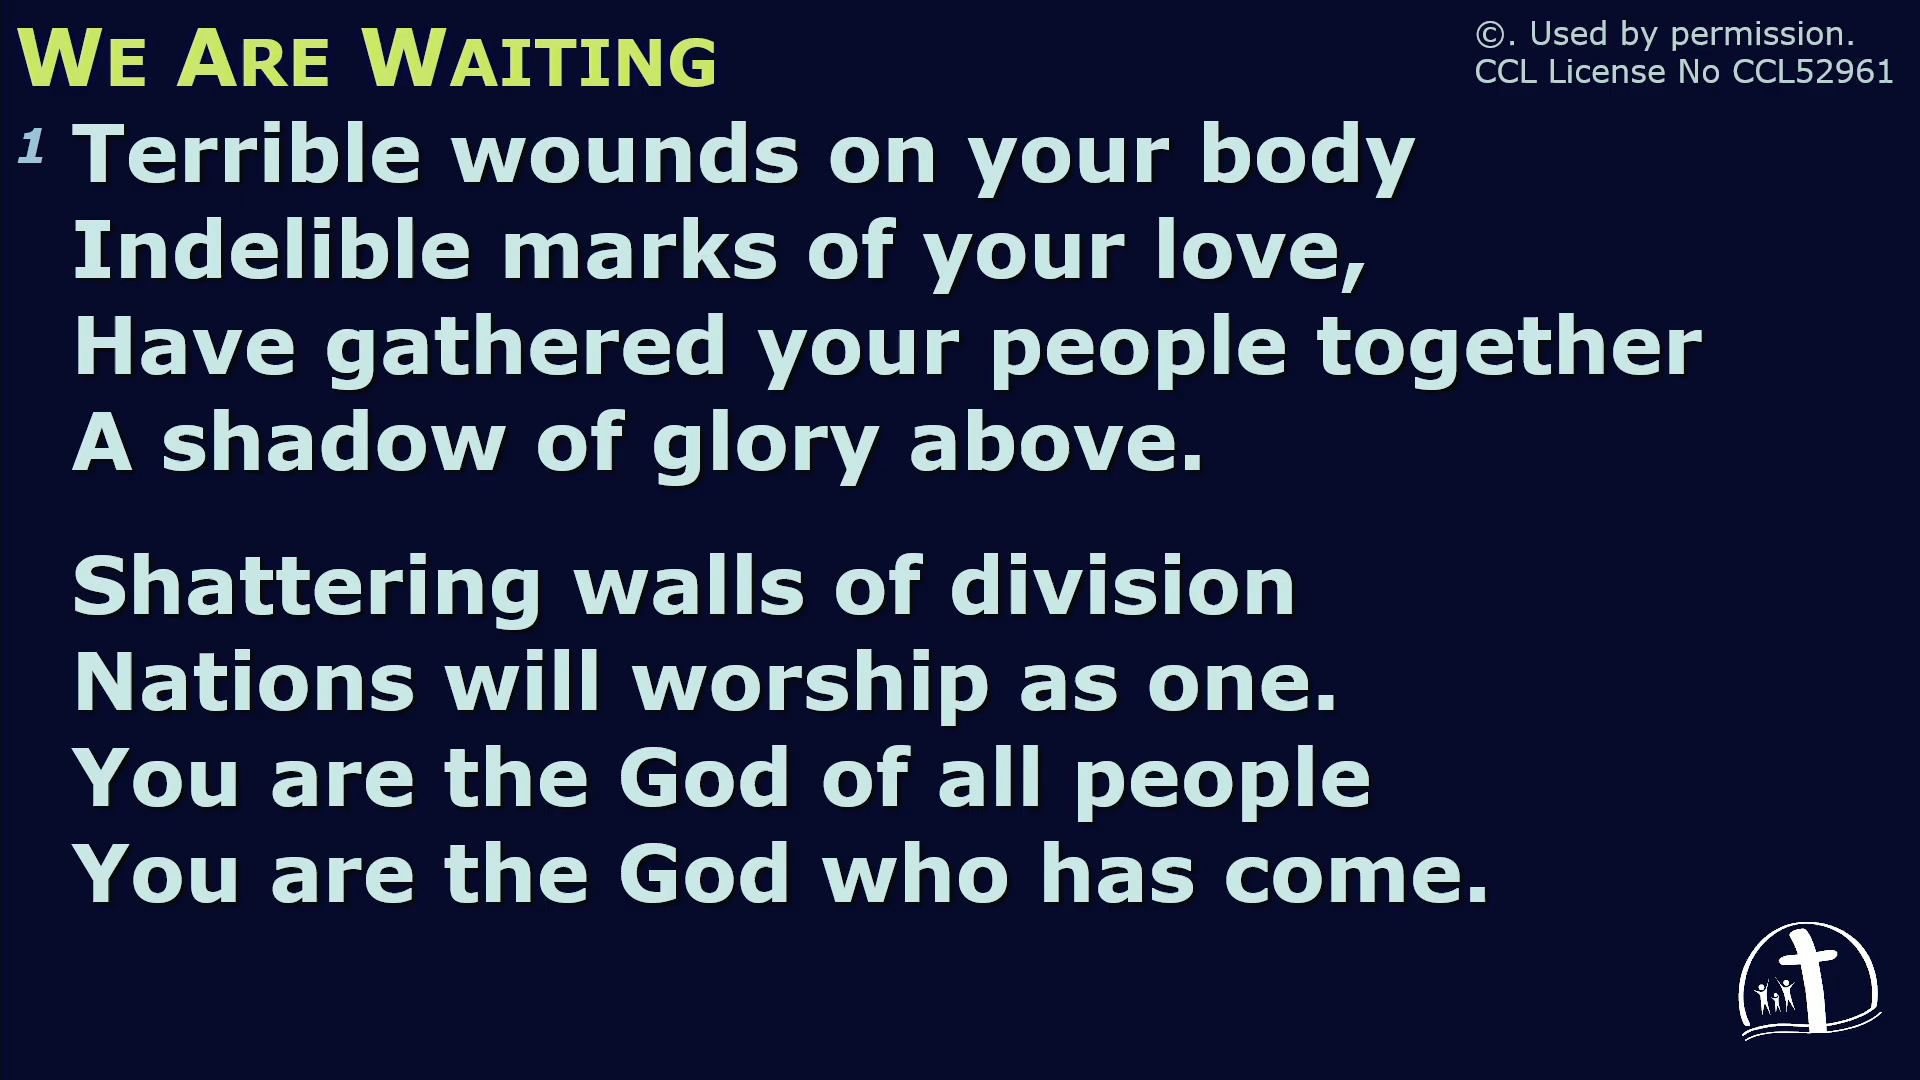 WE ARE WAITING
©. Used by permission.
CCL License No CCL52961
1 Terrible wounds on your body
Indelible marks of your love,
Have gathered your people together
A shadow of glory above.
Shattering walls of division
Nations will worship as one.
You are the God of all people
You are the God who has come.